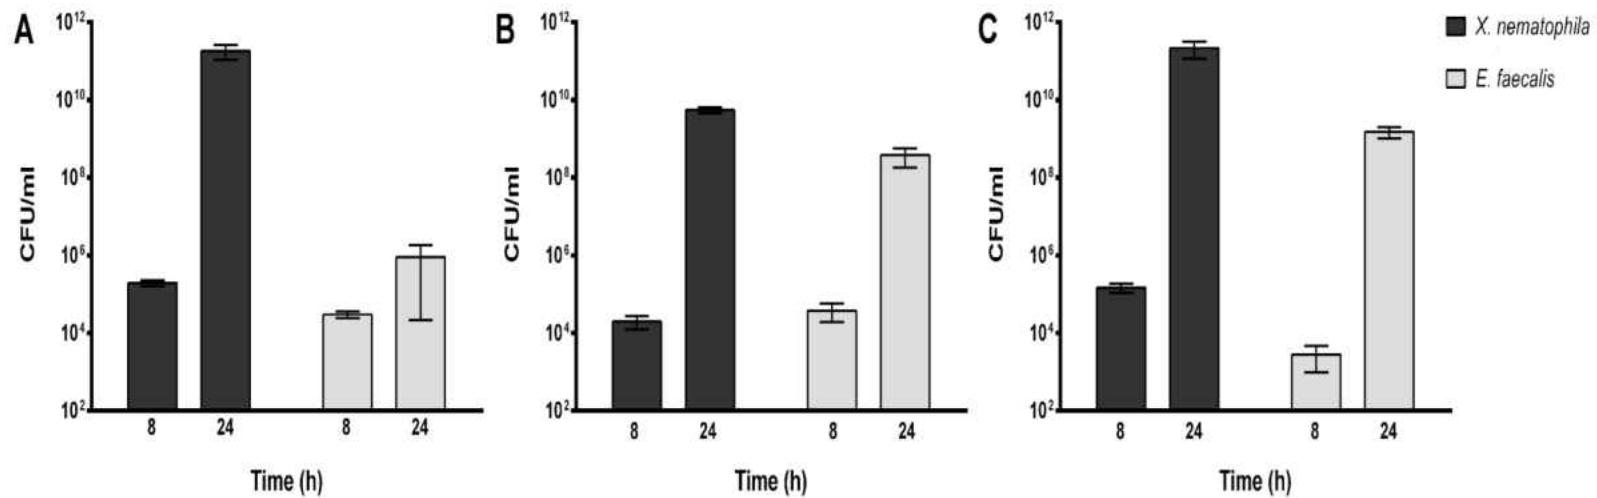 A
CFU/ml
10¹²
10¹⁰
10⁸
10⁶
10⁴
10²
8 24 8 24
Time (h)
B
CFU/ml
10¹²
10¹⁰
10⁸
10⁶
10⁴
10²
8 24 8 24
Time (h)
C
CFU/ml
10¹²
10¹⁰
10⁸
10⁶
10⁴
10²
8 24 8 24
Time (h)
X. nematophila
E. faecalis